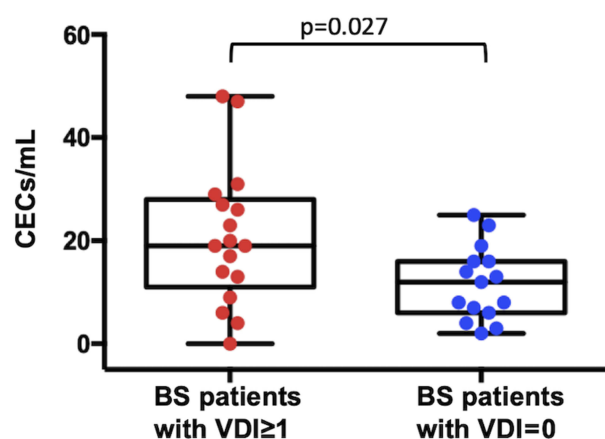 p=0.027
60
40
20
0
CECs/mL
BS patients
with VDI≥1
BS patients
with VDI=0